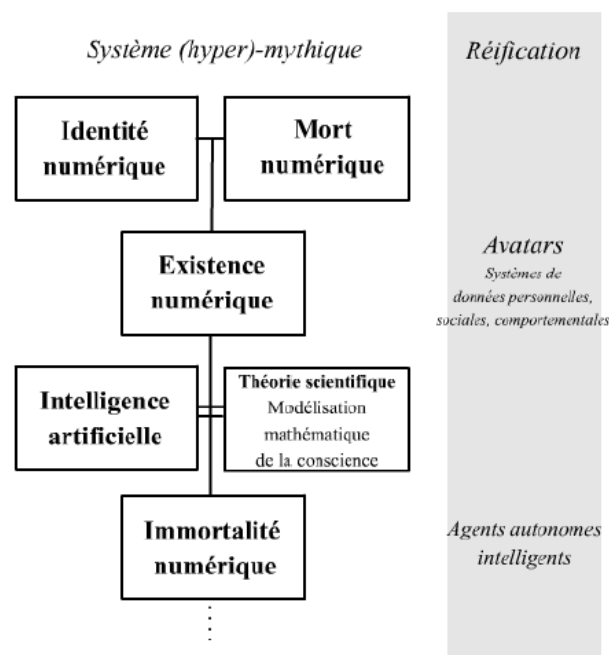 Système (hyper)-mythique
Réification
Identité
numérique
Mort
numérique
Existence
numérique
Avatars
Systèmes de
données personnelles,
sociales, comportementales
Intelligence
artificielle
Théorie scientifique
Modélisation
mathématique
de la conscience
Immortalité
numérique
Agents autonomes
intelligents